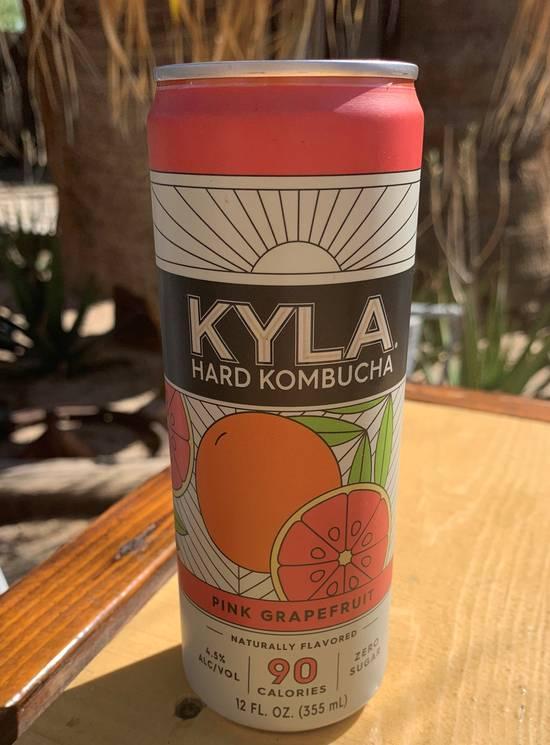 KYLA
HARD KOMBUCHA
PINK GRAPEFRUIT
NATURALLY FLAVORED
4.5%
ALC/VOL
90
CALORIES
ZERO
SUGAR
12 FL. OZ. (355 mL)